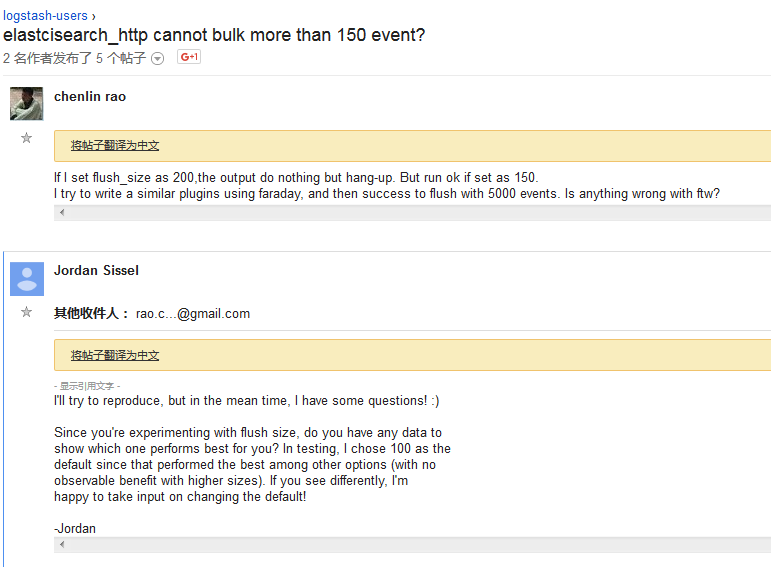 logstash-users ›
elastcisearch_http cannot bulk more than 150 event?
2 名作者发布了 5 个帖子 G+1
chenlin rao
将帖子翻译为中文
If I set flush_size as 200,the output do nothing but hang-up. But run ok if set as 150.
I try to write a similar plugins using faraday, and then success to flush with 5000 events. Is anything wrong with ftw?
Jordan Sissel
其他收件人： rao.c...@gmail.com
将帖子翻译为中文
- 显示引用文字 -
I'll try to reproduce, but in the mean time, I have some questions! :)
Since you're experimenting with flush size, do you have any data to
show which one performs best for you? In testing, I chose 100 as the
default since that performed the best among other options (with no
observable benefit with higher sizes). If you see differently, I'm
happy to take input on changing the default!
-Jordan